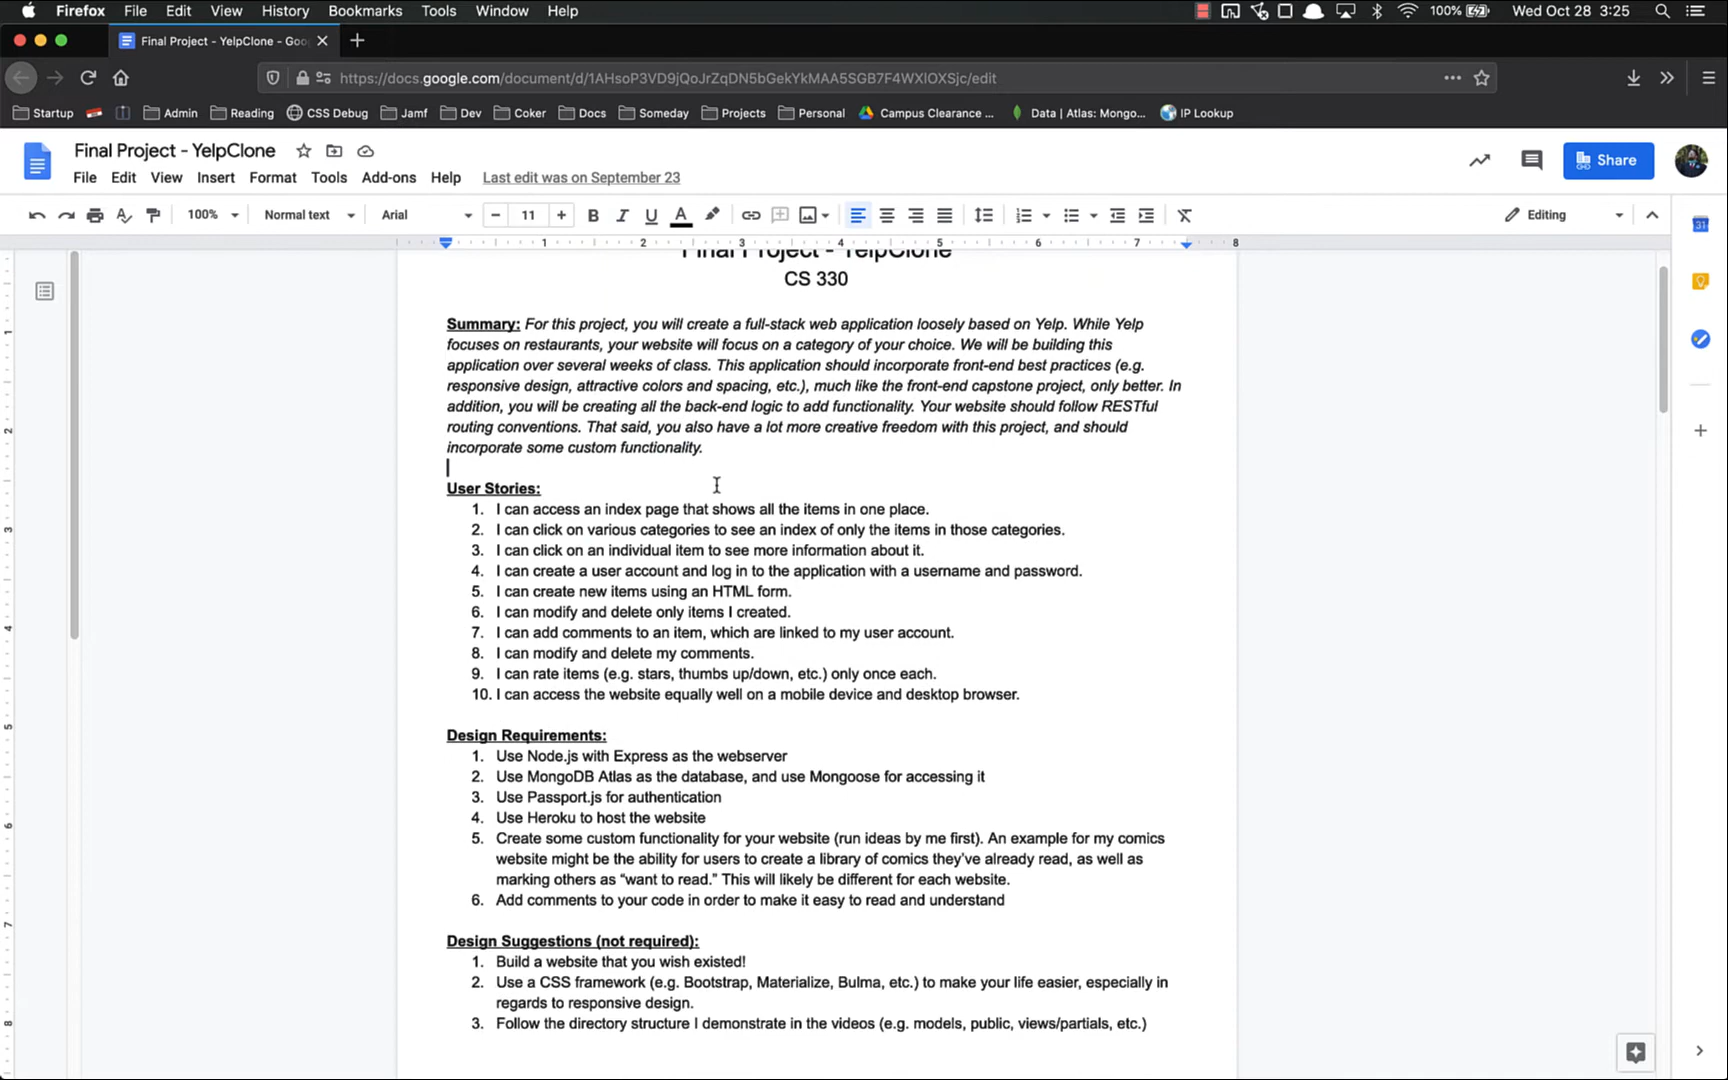 Firefox File Edit View History Bookmarks Tools Window Help 100% Wed Oct 28 3:25
Final Project - YelpClone - Goo
https://docs.google.com/document/d/1AHsoP3VD9jQoJrZqDN5bGekYkMAA5SGB7F4WXIOXSjc/edit
Startup Admin Reading CSS Debug Jamf Dev Coker Docs Someday Projects Personal Campus Clearance ... Data | Atlas: Mongo... IP Lookup
Final Project - YelpClone
Share
File Edit View Insert Format Tools Add-ons Help Last edit was on September 23
100% Normal text Arial 11 B I U A Editing
1 2 3 4 5 6 7 8
31
Final Project - YelpClone
CS 330
Summary: For this project, you will create a full-stack web application loosely based on Yelp. While Yelp
focuses on restaurants, your website will focus on a category of your choice. We will be building this
application over several weeks of class. This application should incorporate front-end best practices (e.g.
responsive design, attractive colors and spacing, etc.), much like the front-end capstone project, only better. In
addition, you will be creating all the back-end logic to add functionality. Your website should follow RESTful
routing conventions. That said, you also have a lot more creative freedom with this project, and should
incorporate some custom functionality.
User Stories:
1. I can access an index page that shows all the items in one place.
2. I can click on various categories to see an index of only the items in those categories.
3. I can click on an individual item to see more information about it.
4. I can create a user account and log in to the application with a username and password.
5. I can create new items using an HTML form.
6. I can modify and delete only items I created.
7. I can add comments to an item, which are linked to my user account.
8. I can modify and delete my comments.
9. I can rate items (e.g. stars, thumbs up/down, etc.) only once each.
10. I can access the website equally well on a mobile device and desktop browser.
Design Requirements:
1. Use Node.js with Express as the webserver
2. Use MongoDB Atlas as the database, and use Mongoose for accessing it
3. Use Passport.js for authentication
4. Use Heroku to host the website
5. Create some custom functionality for your website (run ideas by me first). An example for my comics
website might be the ability for users to create a library of comics they've already read, as well as
marking others as “want to read.” This will likely be different for each website.
6. Add comments to your code in order to make it easy to read and understand
Design Suggestions (not required):
1. Build a website that you wish existed!
2. Use a CSS framework (e.g. Bootstrap, Materialize, Bulma, etc.) to make your life easier, especially in
regards to responsive design.
3. Follow the directory structure I demonstrate in the videos (e.g. models, public, views/partials, etc.)
1
2
3
4
5
6
7
8